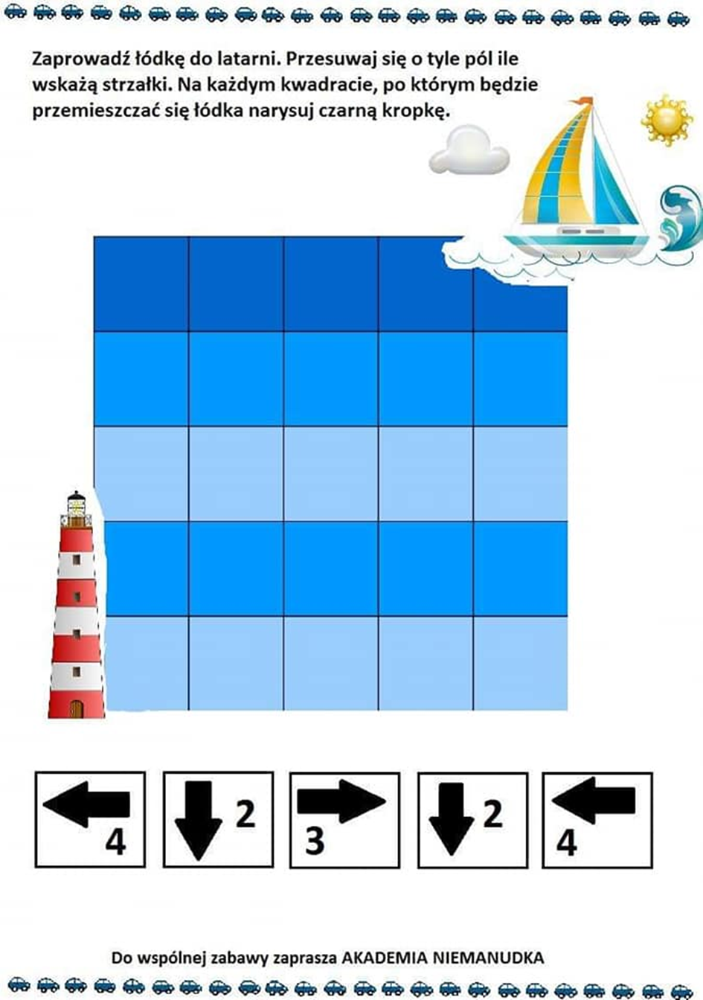 Zaprowadź łódkę do latarni. Przesuwaj się o tyle pól ile
wskażą strzałki. Na każdym kwadracie, po którym będzie
przemieszczać się łódka narysuj czarną kropkę.
4 2 3 2 4
Do wspólnej zabawy zaprasza AKADEMIA NIEMANUDKA